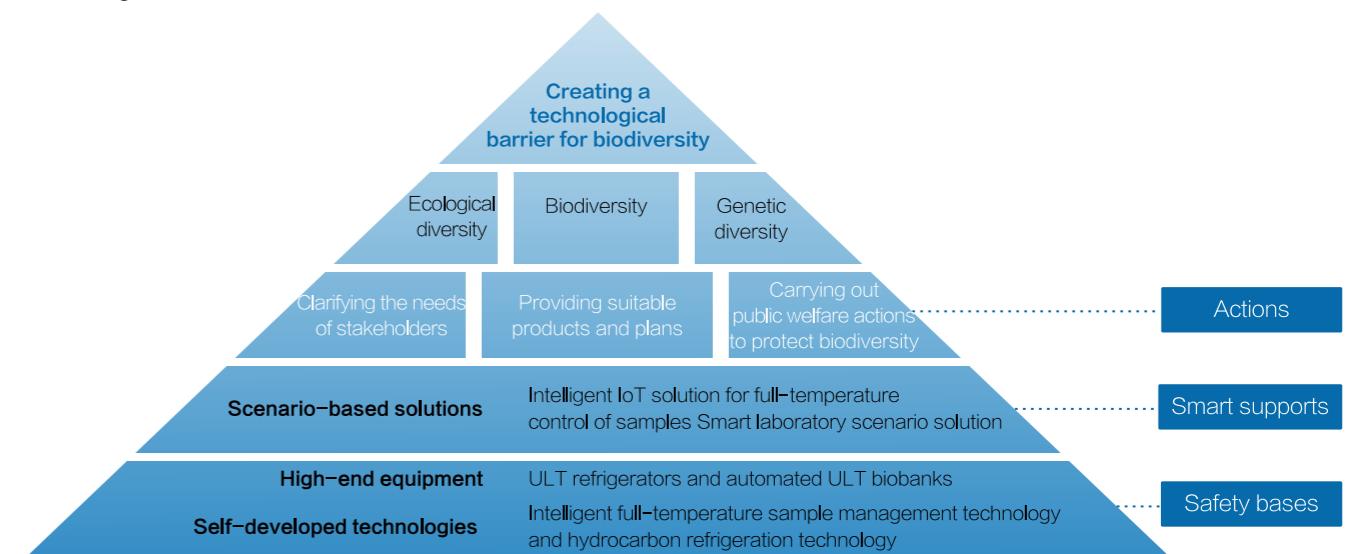 Creating a
technological
barrier for biodiversity
Ecological
diversity
Biodiversity
Genetic
diversity
Clarifying the needs
of stakeholders
Providing suitable
products and plans
Carrying out
public welfare actions
to protect biodiversity
Actions
Scenario-based solutions
Intelligent IoT solution for full-temperature
control of samples Smart laboratory scenario solution
Smart supports
High-end equipment
ULT refrigerators and automated ULT biobanks
Self-developed technologies
Intelligent full-temperature sample management technology
and hydrocarbon refrigeration technology
Safety bases